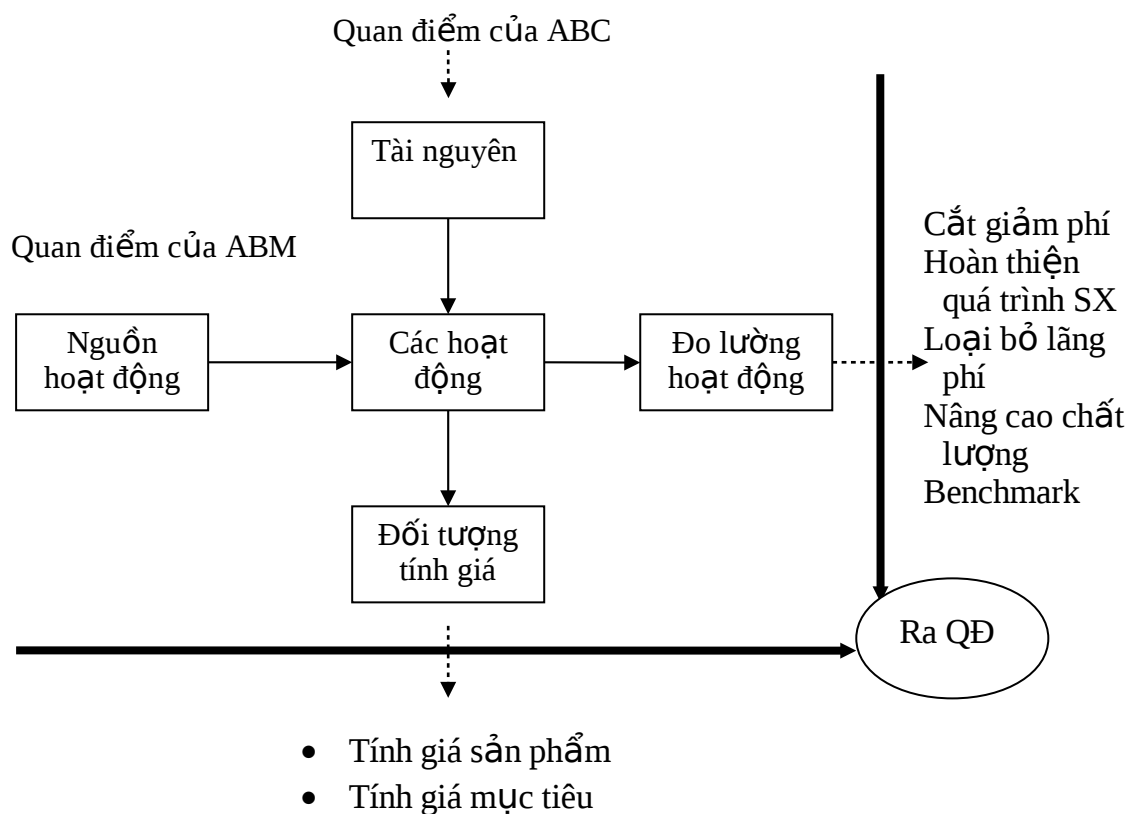 Quan điểm của ABC
Tài nguyên
Quan điểm của ABM
Nguồn
hoạt động
Các hoạt
động
Đo lường
hoạt động
Cắt giảm phí
Hoàn thiện
quá trình SX
Loại bỏ lãng
phí
Nâng cao chất
lượng
Benchmark
Đối tượng
tính giá
Ra QĐ
• Tính giá sản phẩm
• Tính giá mục tiêu